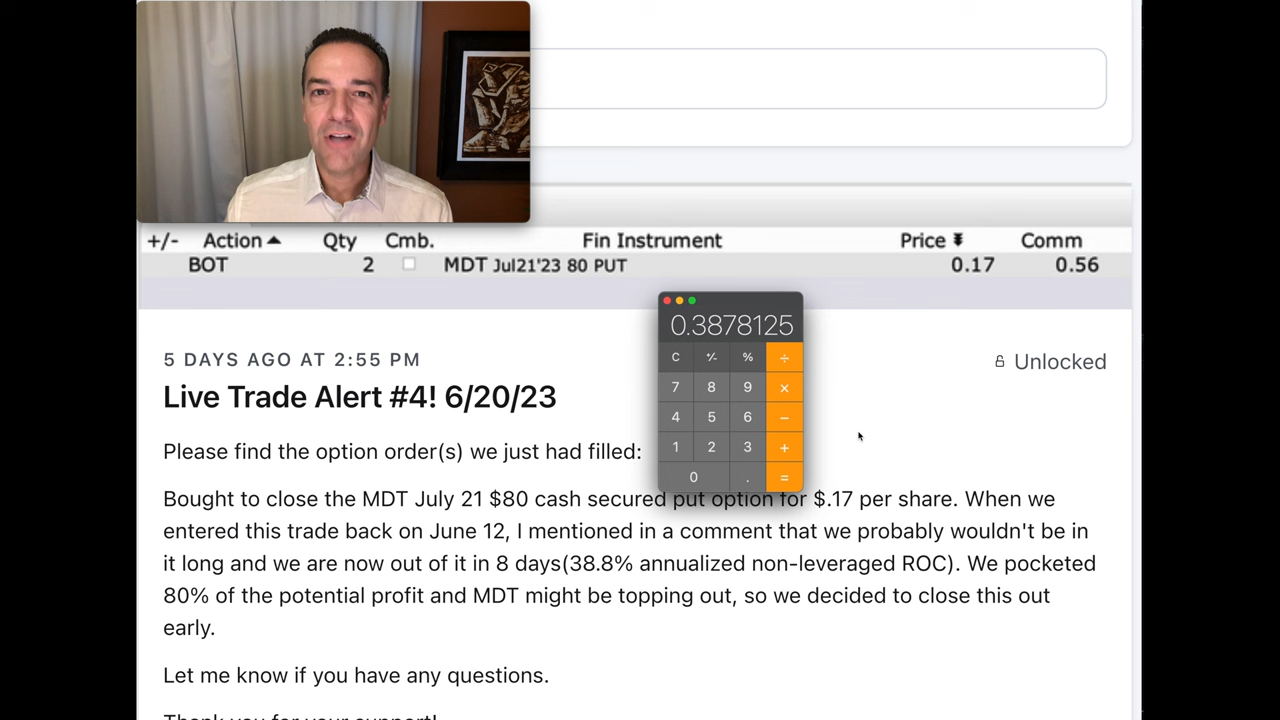 +/- Action Qty Cmb. Fin Instrument Price Comm
BOT 2 MDT Jul21'23 80 PUT 0.17 0.56
0.3878125
C +⁄- % ÷
7 8 9 ×
4 5 6 −
1 2 3 +
0 . =
5 DAYS AGO AT 2:55 PM
Unlocked
Live Trade Alert #4! 6/20/23
Please find the option order(s) we just had filled:
Bought to close the MDT July 21 $80 cash secured put option for $.17 per share. When we
entered this trade back on June 12, I mentioned in a comment that we probably wouldn't be in
it long and we are now out of it in 8 days(38.8% annualized non-leveraged ROC). We pocketed
80% of the potential profit and MDT might be topping out, so we decided to close this out
early.
Let me know if you have any questions.
Thank you for your support!